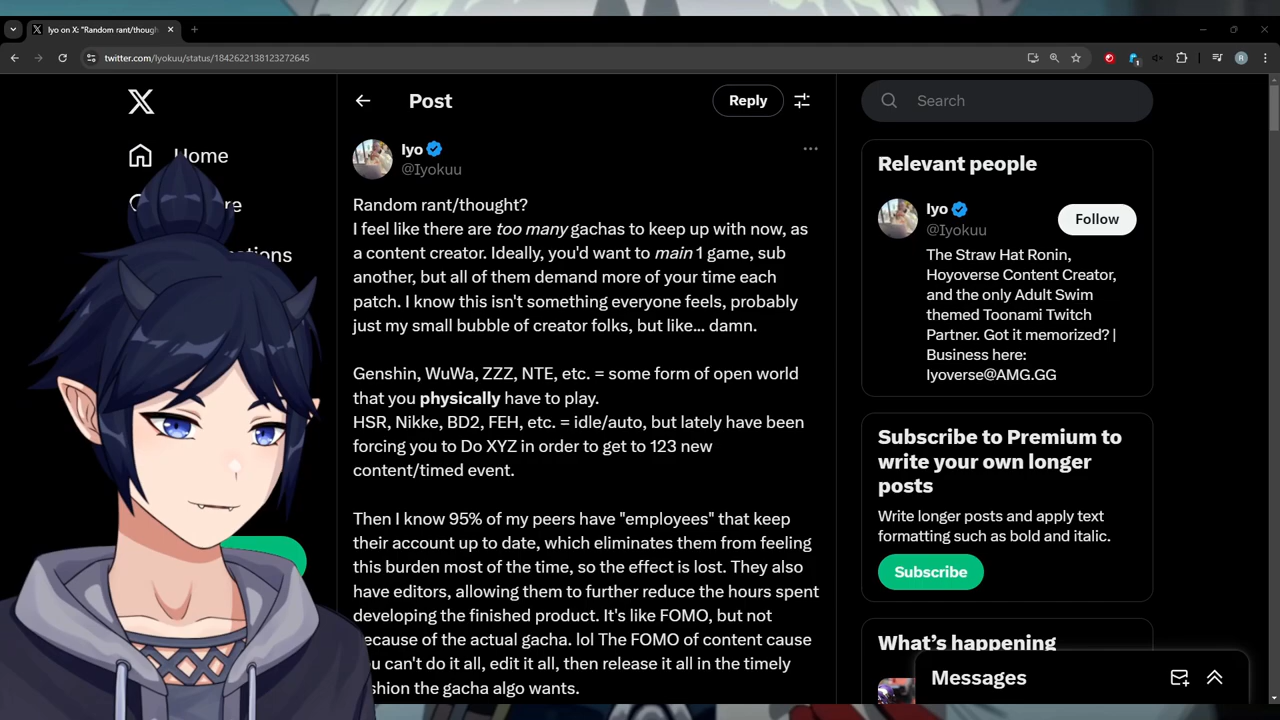 Iyo on X: "Random rant/though
twitter.com/Iyokuu/status/1842622138123272645
Home
re
tions
Post
Reply
Iyo
@Iyokuu
Random rant/thought?
I feel like there are too many gachas to keep up with now, as
a content creator. Ideally, you'd want to main 1 game, sub
another, but all of them demand more of your time each
patch. I know this isn't something everyone feels, probably
just my small bubble of creator folks, but like... damn.
Genshin, WuWa, ZZZ, NTE, etc. = some form of open world
that you physically have to play.
HSR, Nikke, BD2, FEH, etc. = idle/auto, but lately have been
forcing you to Do XYZ in order to get to 123 new
content/timed event.
Then I know 95% of my peers have "employees" that keep
their account up to date, which eliminates them from feeling
this burden most of the time, so the effect is lost. They also
have editors, allowing them to further reduce the hours spent
developing the finished product. It's like FOMO, but not
ecause of the actual gacha. lol The FOMO of content cause
ou can't do it all, edit it all, then release it all in the timely
shion the gacha algo wants.
Search
Relevant people
Iyo
@Iyokuu
Follow
The Straw Hat Ronin,
Hoyoverse Content Creator,
and the only Adult Swim
themed Toonami Twitch
Partner. Got it memorized? |
Business here:
Iyoverse@AMG.GG
Subscribe to Premium to
write your own longer
posts
Write longer posts and apply text
formatting such as bold and italic.
Subscribe
What's happening
Messages